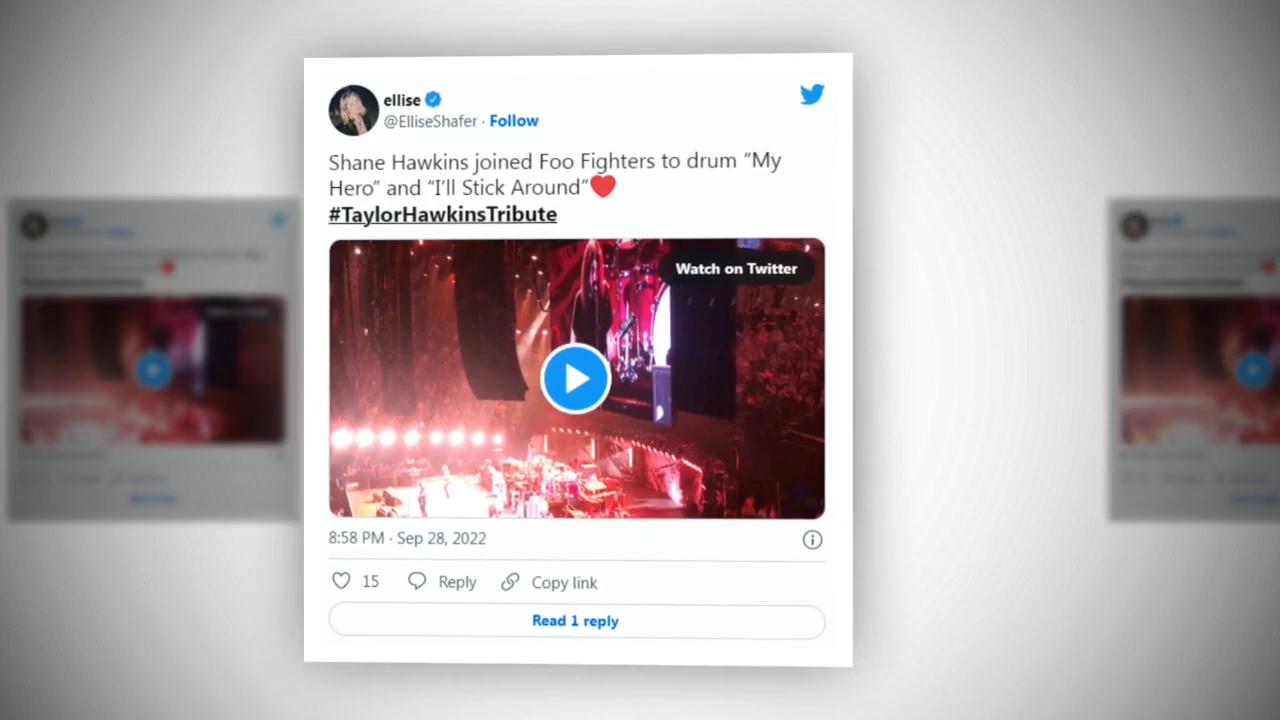 ellise
@ElliseShafer · Follow
Shane Hawkins joined Foo Fighters to drum “My
Hero” and “I’ll Stick Around”❤️
#TaylorHawkinsTribute
Watch on Twitter
8:58 PM · Sep 28, 2022
15 Reply Copy link
Read 1 reply